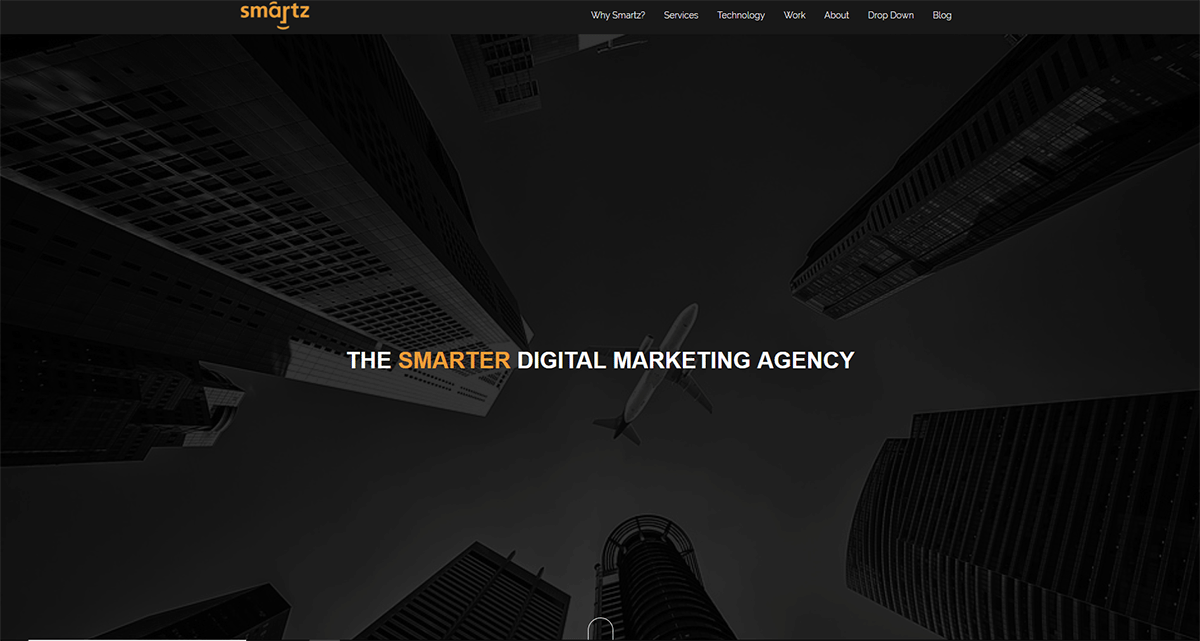 smartz
Why Smartz? Services Technology Work About Drop Down Blog
THE SMARTER DIGITAL MARKETING AGENCY